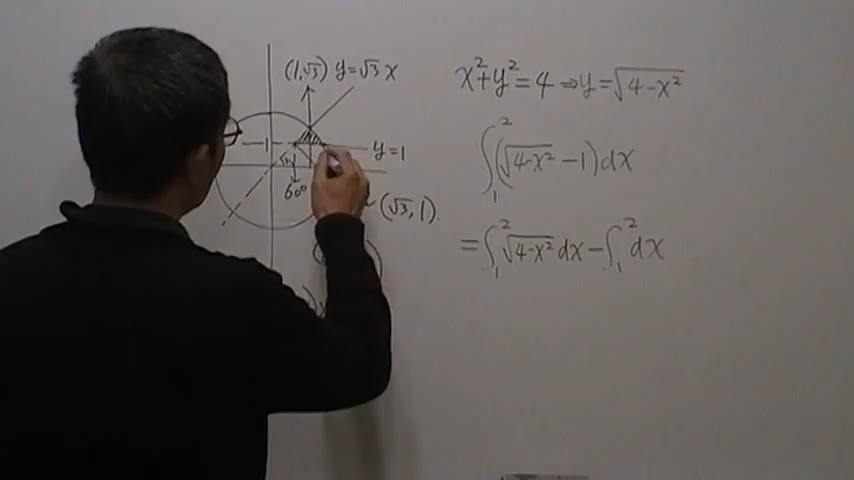 (1,√3) y=√3 x
1
y=1
60°
(√3, 1).
x²+y²=4 ⇒ y=√(4-x²)
∫₁² (√(4-x²) -1)dx
= ∫₁² √(4-x²) dx - ∫₁² dx